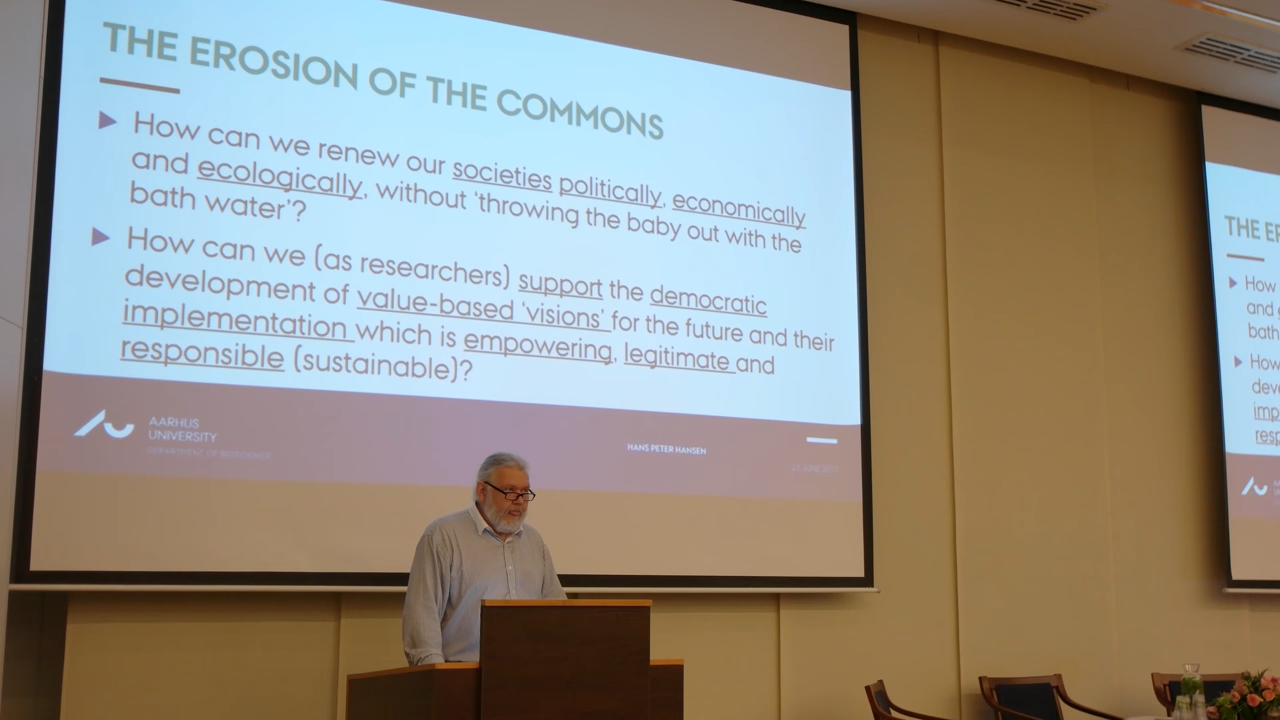 THE EROSION OF THE COMMONS
How can we renew our societies politically, economically
and ecologically, without 'throwing the baby out with the
bath water'?
How can we (as researchers) support the democratic
development of value-based 'visions' for the future and their
implementation which is empowering, legitimate and
responsible (sustainable)?
AARHUS
UNIVERSITY
DEPARTMENT OF BIOSCIENCE
HANS PETER HANSEN
THE E
How
and
bath
How
deve
imp
resp